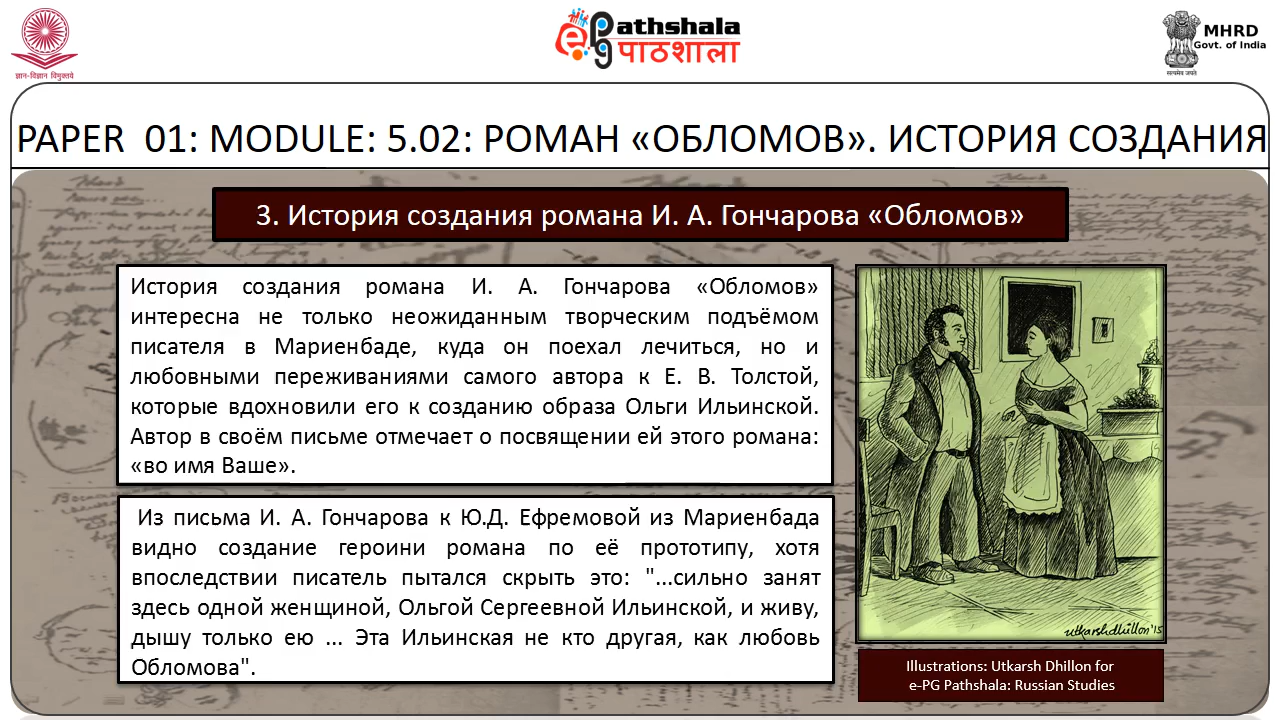 ज्ञान-विज्ञान विमुक्तये
ePg Pathshala
पाठशाला
MHRD
Govt. of India
सत्यमेव जयते
PAPER 01: MODULE: 5.02: РОМАН «ОБЛОМОВ». ИСТОРИЯ СОЗДАНИЯ
3. История создания романа И. А. Гончарова «Обломов»
История создания романа И. А. Гончарова «Обломов»
интересна не только неожиданным творческим подъёмом
писателя в Мариенбаде, куда он поехал лечиться, но и
любовными переживаниями самого автора к Е. В. Толстой,
которые вдохновили его к созданию образа Ольги Ильинской.
Автор в своём письме отмечает о посвящении ей этого романа:
«во имя Ваше».
Из письма И. А. Гончарова к Ю.Д. Ефремовой из Мариенбада
видно создание героини романа по её прототипу, хотя
впоследствии писатель пытался скрыть это: "...сильно занят
здесь одной женщиной, Ольгой Сергеевной Ильинской, и живу,
дышу только ею ... Эта Ильинская не кто другая, как любовь
Обломова".
utkarshdhillon'15
Illustrations: Utkarsh Dhillon for
e-PG Pathshala: Russian Studies